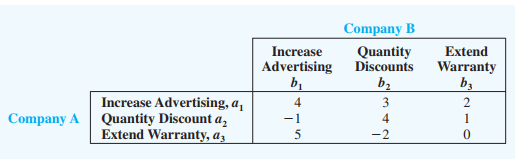 Company B
Increase Quantity Extend
Advertising Discounts Warranty
b₁ b₂ b₃
Increase Advertising, a₁ 4 3 2
Company A Quantity Discount a₂ −1 4 1
Extend Warranty, a₃ 5 −2 0